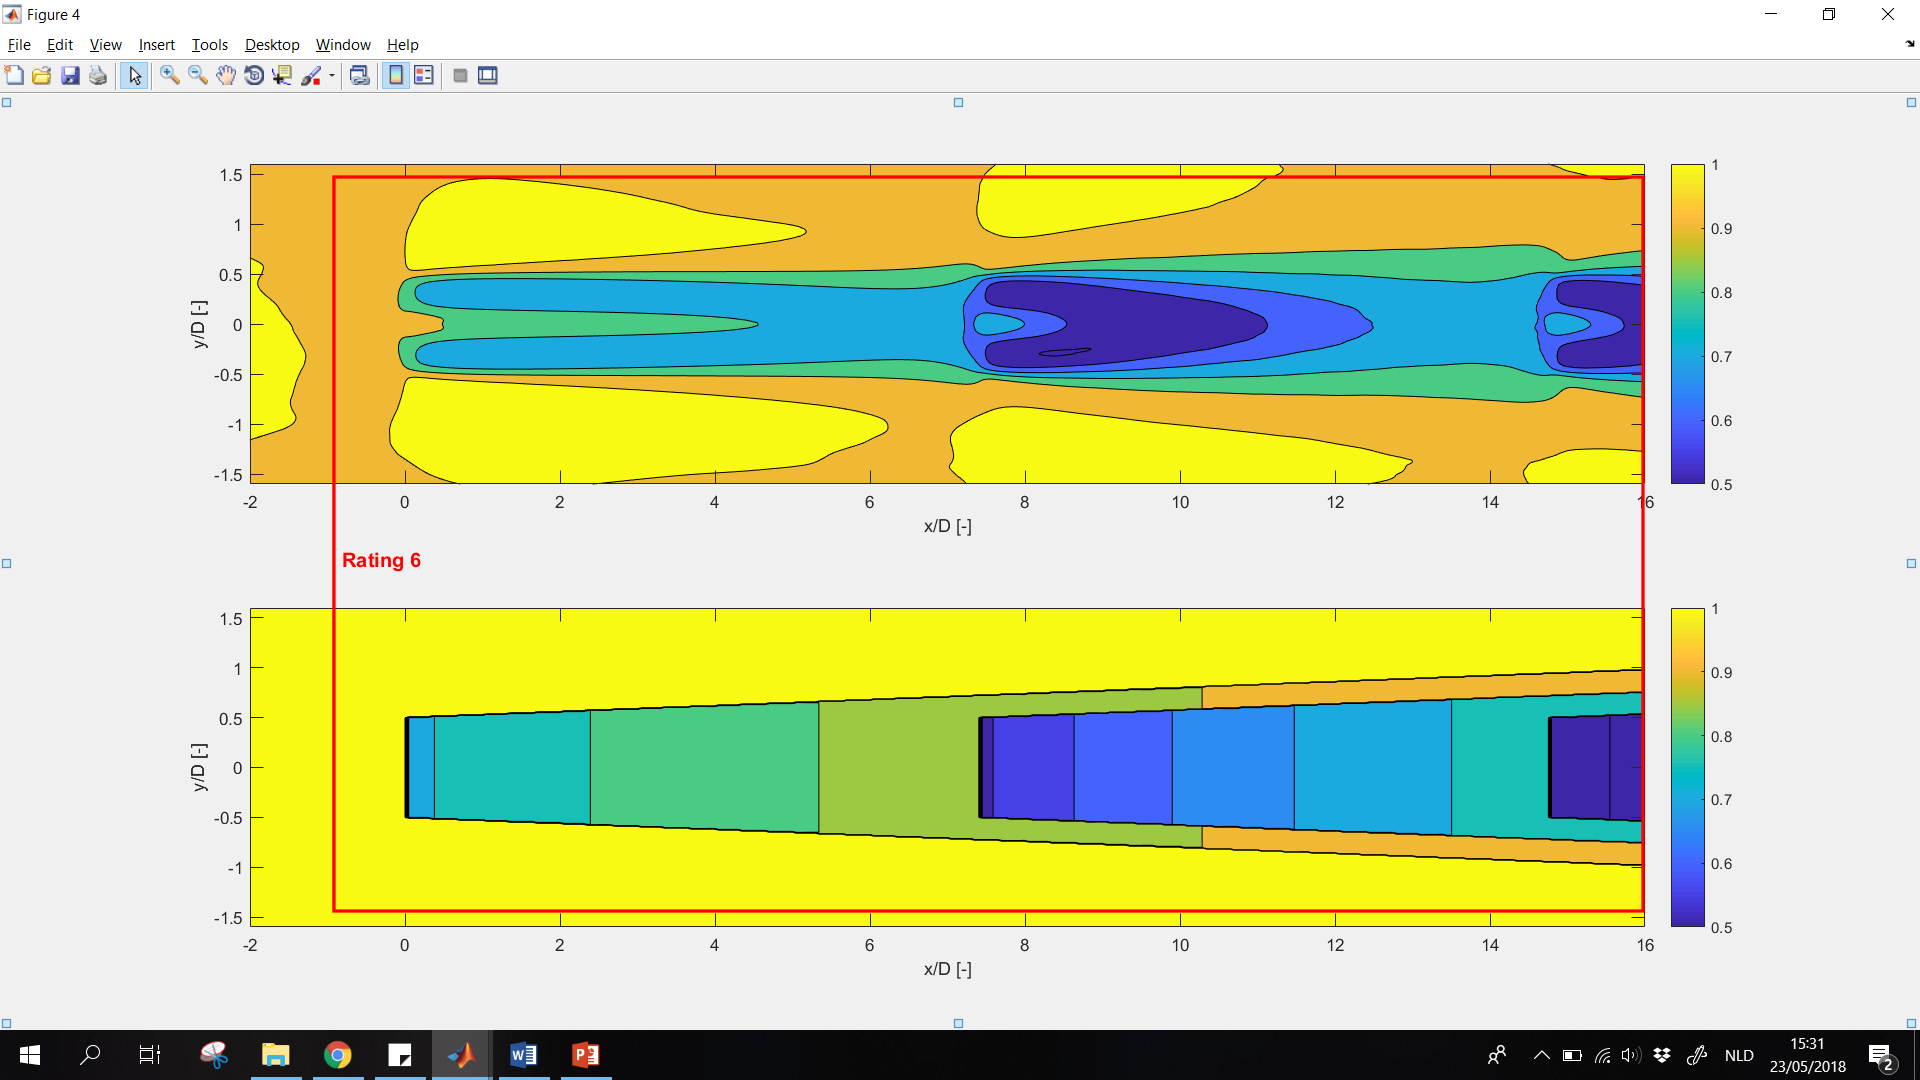 Figure 4
File Edit View Insert Tools Desktop Window Help
1.5
1
0.5
0
-0.5
-1
-1.5
y/D [-]
-2 0 2 4 6 8 10 12 14 16
x/D [-]
1
0.9
0.8
0.7
0.6
0.5
Rating 6
1.5
1
0.5
0
-0.5
-1
-1.5
y/D [-]
-2 0 2 4 6 8 10 12 14 16
x/D [-]
1
0.9
0.8
0.7
0.6
0.5
NLD
15:31
23/05/2018
2